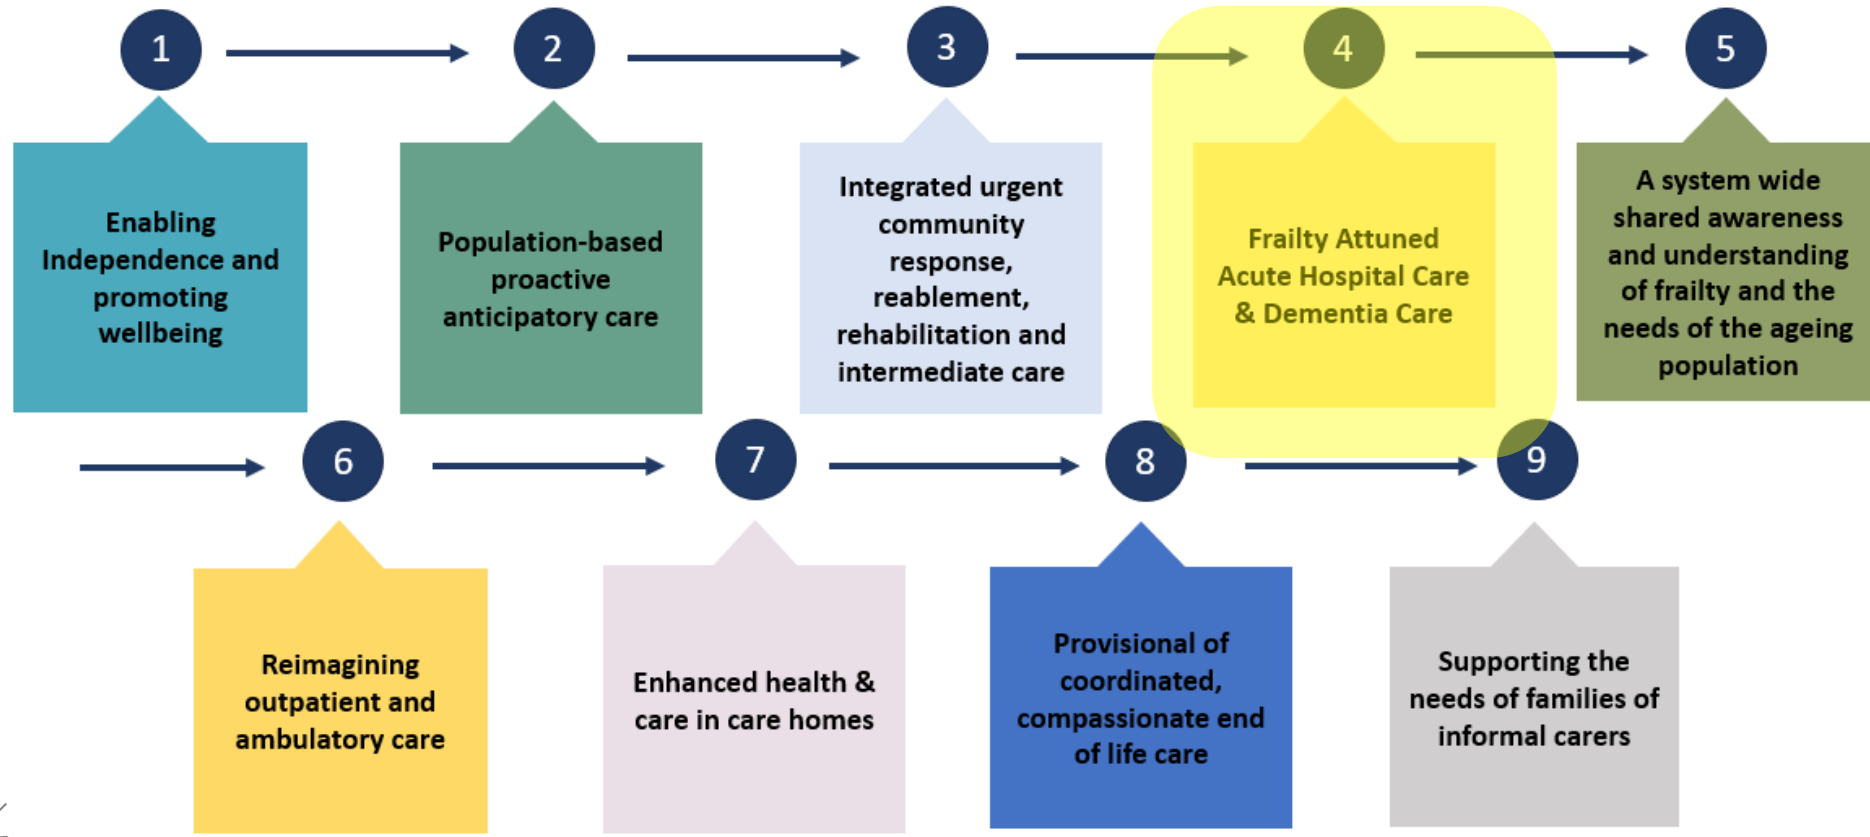 1
2
3
4
5
Enabling
Independence and
promoting
wellbeing
Population-based
proactive
anticipatory care
Integrated urgent
community
response,
reablement,
rehabilitation and
intermediate care
Frailty Attuned
Acute Hospital Care
& Dementia Care
A system wide
shared awareness
and understanding
of frailty and the
needs of the ageing
population
6
7
8
9
Reimagining
outpatient and
ambulatory care
Enhanced health &
care in care homes
Provisional of
coordinated,
compassionate end
of life care
Supporting the
needs of families of
informal carers